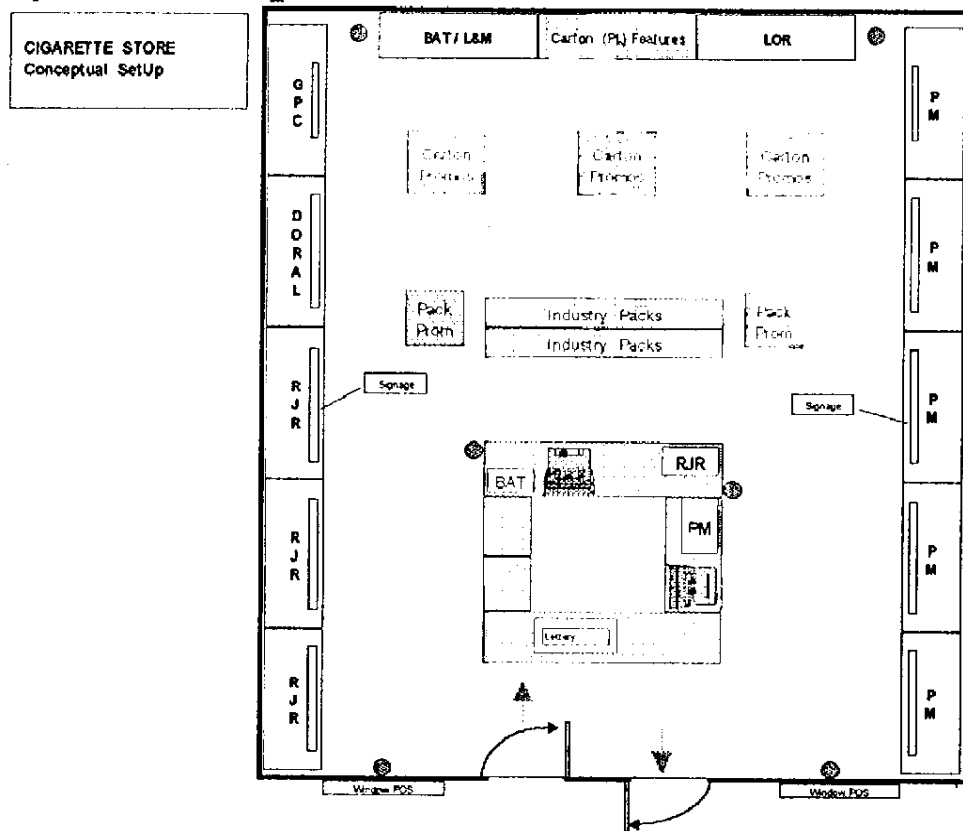 CIGARETTE STORE
Conceptual SetUp
BAT / L&M
Carton (PL) Features
LOR
GPC
PM
Carton
Promos
Carton
Promos
Carton
Promos
DORAL
PM
Pack
Prom
Industry Packs
Industry Packs
Pack
Prom
RJR
Signage
Signage
PM
BAT
RJR
PM
RJR
PM
Lottery
RJR
PM
Window POS
Window POS